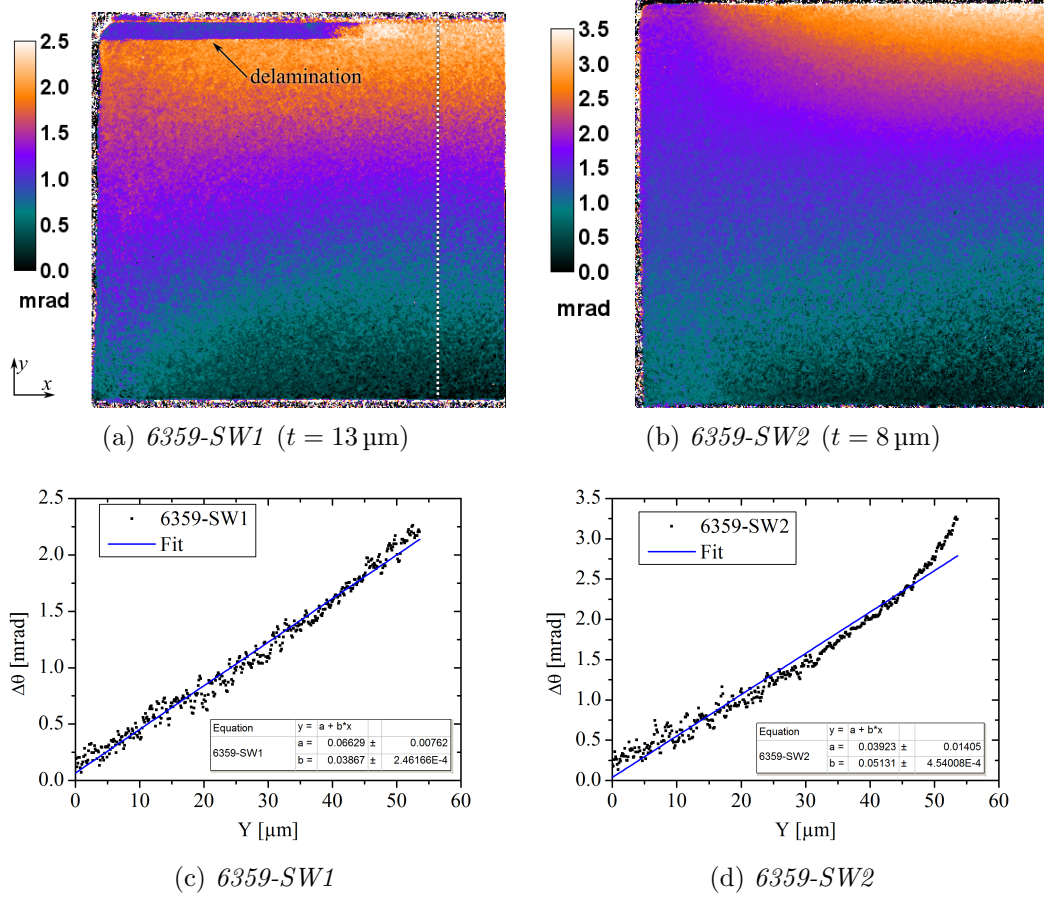 2.5
2.0
1.5
1.0
0.5
0.0
mrad
delamination
y
x
3.5
3.0
2.5
2.0
1.5
1.0
0.5
0.0
mrad
(a) 6359-SW1 (t = 13 µm)
(b) 6359-SW2 (t = 8 µm)
2.5
2.0
1.5
1.0
0.5
0.0
Δθ [mrad]
6359-SW1
Fit
Equation y = a + b*x
6359-SW1
a = 0.06629 ± 0.00762
b = 0.03867 ± 2.46166E-4
0 10 20 30 40 50 60
Y [µm]
3.5
3.0
2.5
2.0
1.5
1.0
0.5
0.0
Δθ [mrad]
6359-SW2
Fit
Equation y = a + b*x
6359-SW2
a = 0.03923 ± 0.01405
b = 0.05131 ± 4.54008E-4
0 10 20 30 40 50 60
Y [µm]
(c) 6359-SW1
(d) 6359-SW2